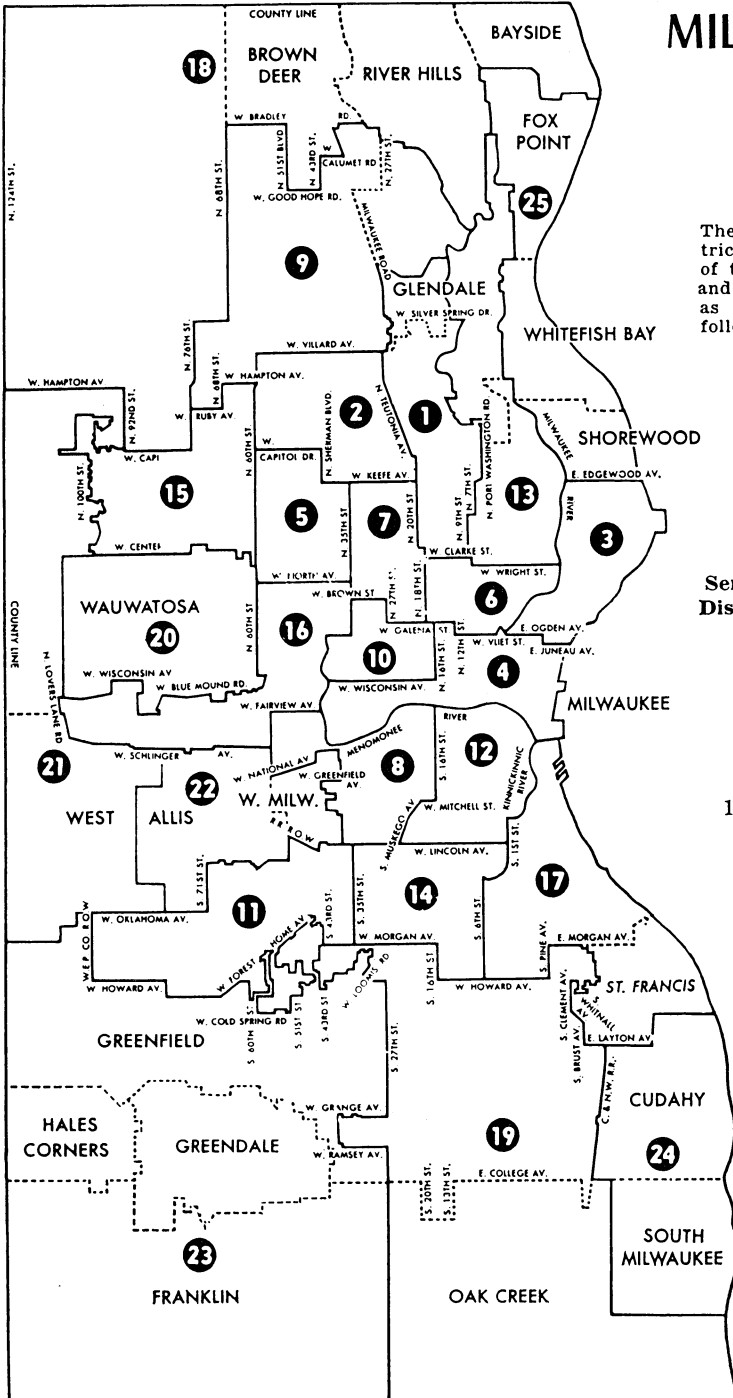 COUNTY LINE
BAYSIDE
MIL
18
BROWN
DEER
RIVER HILLS
W. BRADLEY
RD.
FOX
POINT
N. 51ST BLVD.
N. 43RD ST.
W
CALUMET RD
N. 27TH ST.
N. 124TH ST.
N. 68TH ST.
W. GOOD HOPE RD.
25
MILWAUKEE ROAD
The
tric
of t
and
as
foll
9
GLENDALE
W. SILVER SPRING DR.
WHITEFISH BAY
N. 76TH ST.
N. 68TH ST.
W. VILLARD AV.
W. HAMPTON AV
W. HAMPTON AV.
N. 92ND ST.
W. RUBY AV.
2
N. SHERMAN BLVD.
N. TEUTONIA AV.
1
N. PORT WASHINGTON RD.
MILWAUKEE
RIVER
SHOREWOOD
W. CAPI
N. 60TH ST.
W.
CAPITOL DR.
W. KEEFE AV.
E. EDGEWOOD AV.
N. 100TH ST.
15
5
N. 35TH ST
7
N. 20TH ST
N. 9TH ST
N. 7TH ST.
13
3
W. CENTER
W. CLARKE ST.
W. WRIGHT ST.
W. NORTH AV.
W. BROWN ST
N. 27TH ST
N. 18TH ST.
6
Ser
Dis
COUNTY LINE
WAUWATOSA
20
N. 60TH ST
16
W. GALENA ST
N. 16TH ST
N. 12TH ST.
W. VLIET ST.
E. OGDEN AV.
E. JUNEAU AV.
10
4
N. LOVERS LANE RD
W. WISCONSIN AV
W. BLUE MOUND RD.
W. WISCONSIN AV.
W. FAIRVIEW AV.
MILWAUKEE
MENOMONEE
RIVER
21
W. SCHLINGER
AV.
22
W. NATIONAL AV
W. GREENFIELD
AV.
8
S. 16TH ST.
12
KINNICKINNIC
RIVER
WEST
ALLIS
W. MILW.
S. MUSKEGO AV
W. MITCHELL ST.
1
R R R O W
W. LINCOLN AV.
S. 1ST ST.
S. 71ST ST.
11
S. 43RD ST.
S. 35TH ST.
14
S. 6TH ST.
17
W E P CO R O W
W. OKLAHOMA AV.
W. FOREST
HOME AV
W. MORGAN AV.
E. MORGAN AV.
W. LOOMIS RD
S. 16TH ST
S. PINE AV.
W. HOWARD AV.
W. HOWARD AV.
ST. FRANCIS
W. COLD SPRING RD
S. 60TH ST
S. 51ST ST
S. 43RD ST
S. CLEMENT AV.
S. WHITNALL
AV
S. BRUST AV.
E. LAYTON AV
GREENFIELD
S. 27TH ST.
C. & N.W. R.R.
CUDAHY
HALES
CORNERS
GREENDALE
W. GRANGE AV.
W. RAMSEY AV.
19
24
S. 20TH ST.
S. 13TH ST.
E. COLLEGE AV.
SOUTH
MILWAUKEE
23
FRANKLIN
OAK CREEK